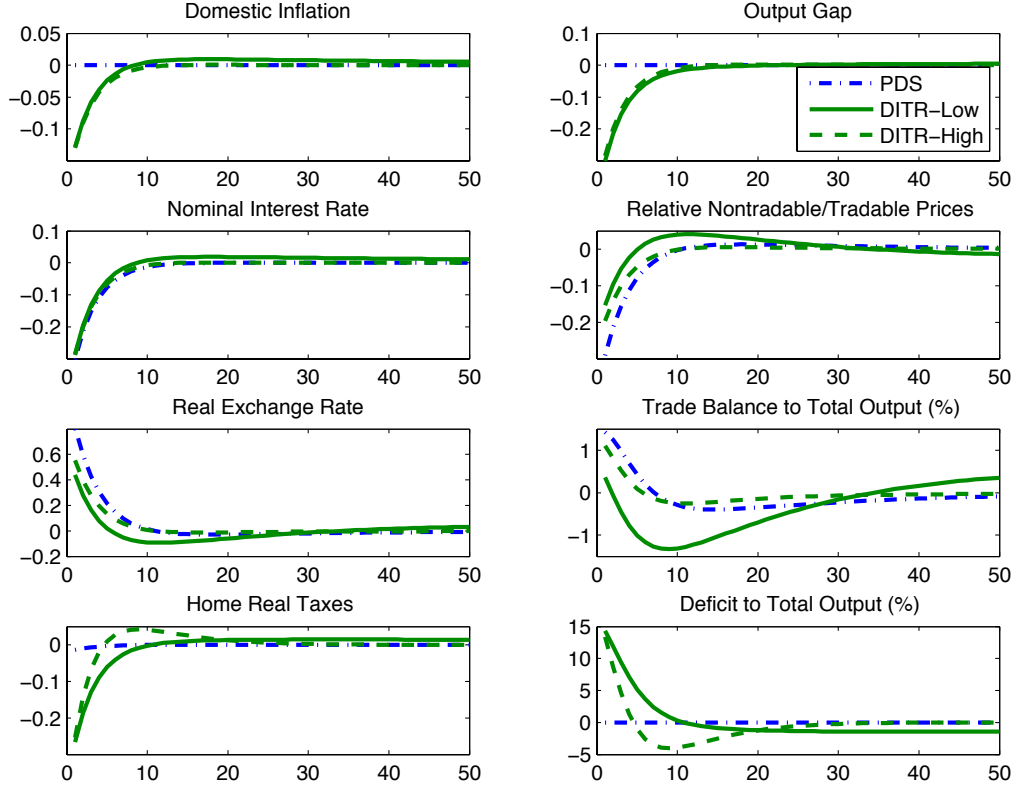 Domestic Inflation
0.05
0
−0.05
−0.1
0 10 20 30 40 50
Output Gap
0.1
0
−0.1
−0.2
0 10 20 30 40 50
PDS
DITR−Low
DITR−High
Nominal Interest Rate
0.1
0
−0.1
−0.2
0 10 20 30 40 50
Relative Nontradable/Tradable Prices
0
−0.1
−0.2
0 10 20 30 40 50
Real Exchange Rate
0.6
0.4
0.2
0
−0.2
0 10 20 30 40 50
Trade Balance to Total Output (%)
1
0
−1
0 10 20 30 40 50
Home Real Taxes
0
−0.1
−0.2
0 10 20 30 40 50
Deficit to Total Output (%)
15
10
5
0
−5
0 10 20 30 40 50